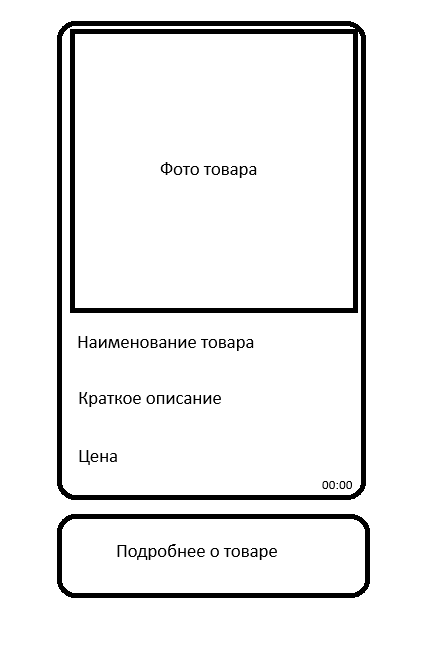 Фото товара
Наименование товара
Краткое описание
Цена
00:00
Подробнее о товаре